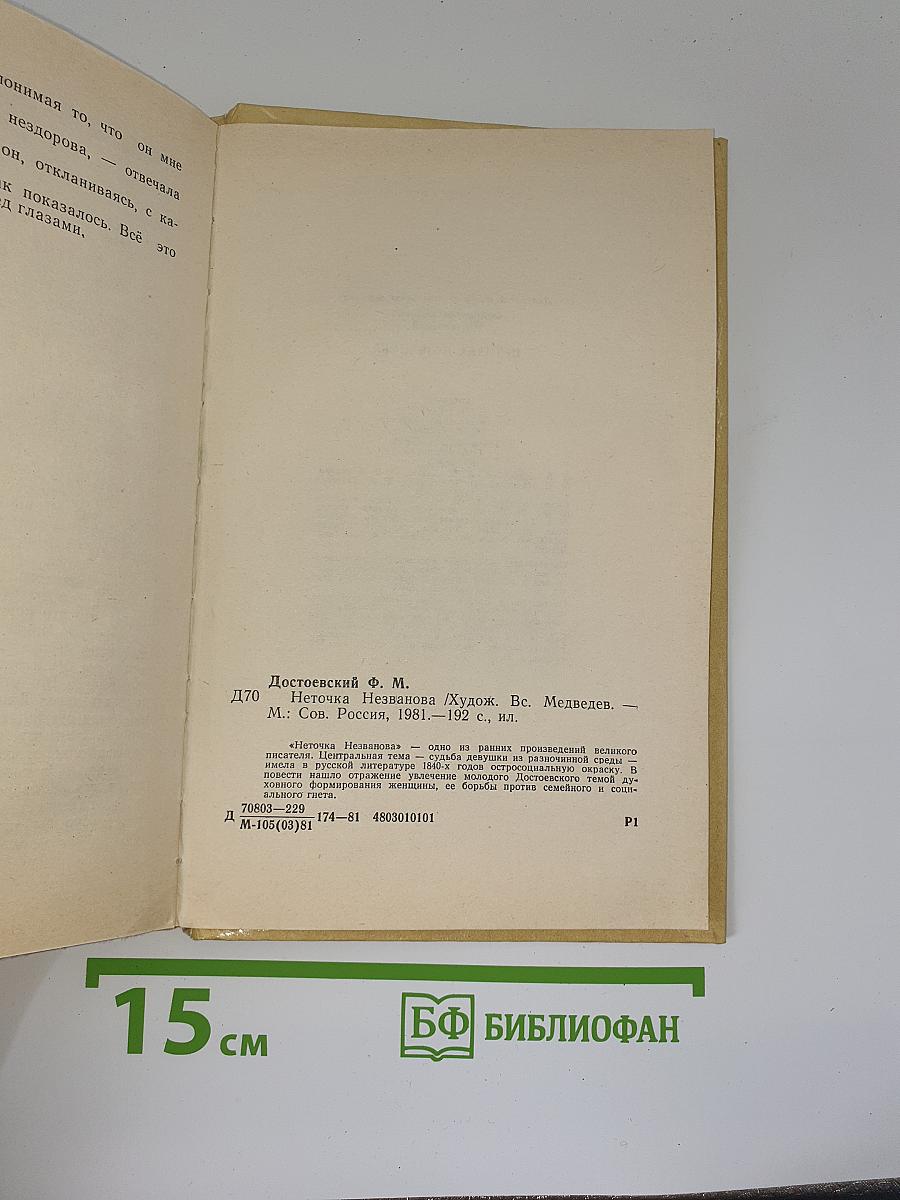 понимая то, что он мне
нездорова, — отвечала
он, откланиваясь, с ка-
показалось. Всё это
глазами.
Достоевский Ф. М.
Д70 Неточка Незванова /Худож. Вс. Медведев. —
М.: Сов. Россия, 1981.—192 с., ил.
«Неточка Незванова» — одно из ранних произведений великого
писателя. Центральная тема — судьба девушки из разночинной среды —
имела в русской литературе 1840-х годов остросоциальную окраску. В
повести нашло отражение увлечение молодого Достоевского темой ду-
ховного формирования женщины, ее борьбы против семейного и соци-
ального гнета.
Д 70803—229
М-105(03)81 174—81 4803010101 Р1
15 см
БФ БИБЛИОФАН